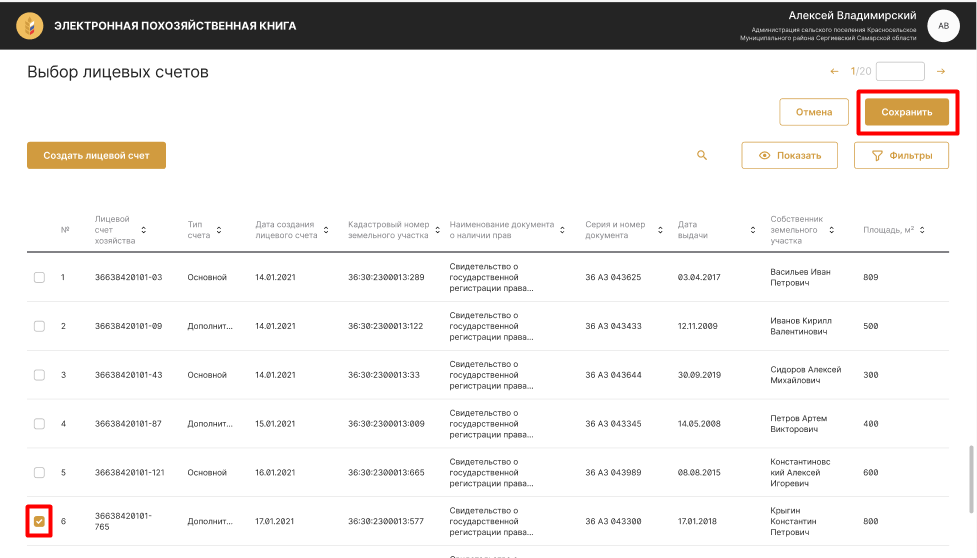 ЭЛЕКТРОННАЯ ПОХОЗЯЙСТВЕННАЯ КНИГА
Алексей Владимирский
Администрация сельского поселения Красносельское
Муниципального района Сергиевский Самарской области
АВ
Выбор лицевых счетов
← 1/20 →
Отмена
Сохранить
Создать лицевой счет
Показать
Фильтры
№
Лицевой
счет
хозяйства
Тип
счета
Дата создания
лицевого счета
Кадастровый номер
земельного участка
Наименование документа
о наличии прав
Серия и номер
документа
Дата
выдачи
Собственник
земельного
участка
Площадь, м²
1
36638420101-03
Основной
14.01.2021
36:30:2300013:289
Свидетельство о
государственной
регистрации права...
36 АЗ 043625
03.04.2017
Васильев Иван
Петрович
809
2
36638420101-09
Дополнит...
14.01.2021
36:30:2300013:122
Свидетельство о
государственной
регистрации права...
36 АЗ 043433
12.11.2009
Иванов Кирилл
Валентинович
500
3
36638420101-43
Основной
14.01.2021
36:30:2300013:33
Свидетельство о
государственной
регистрации права...
36 АЗ 043644
30.09.2019
Сидоров Алексей
Михайлович
300
4
36638420101-87
Дополнит...
15.01.2021
36:30:2300013:009
Свидетельство о
государственной
регистрации права...
36 АЗ 043345
14.05.2008
Петров Артем
Викторович
400
5
36638420101-121
Основной
16.01.2021
36:30:2300013:665
Свидетельство о
государственной
регистрации права...
36 АЗ 043989
08.08.2015
Константиновс
кий Алексей
Игоревич
600
6
36638420101-
765
Дополнит...
17.01.2021
36:30:2300013:577
Свидетельство о
государственной
регистрации права...
36 АЗ 043300
17.01.2018
Крыгин
Константин
Петрович
800